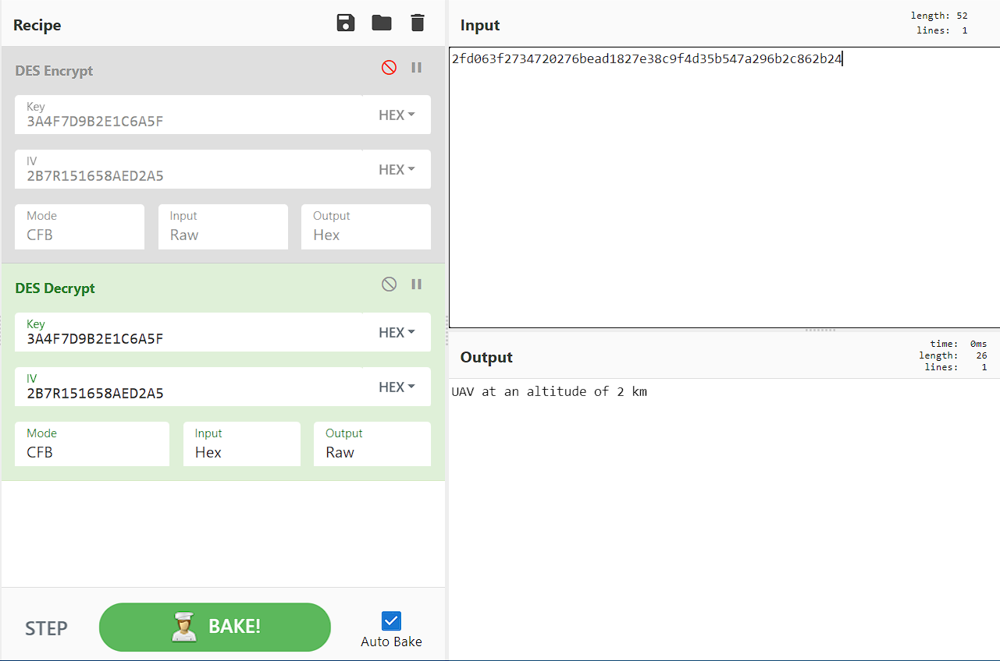 Recipe
DES Encrypt
Key
3A4F7D9B2E1C6A5F
HEX
IV
2B7R151658AED2A5
HEX
Mode
CFB
Input
Raw
Output
Hex
DES Decrypt
Key
3A4F7D9B2E1C6A5F
HEX
IV
2B7R151658AED2A5
HEX
Mode
CFB
Input
Hex
Output
Raw
STEP
BAKE!
Auto Bake
Input
length: 52
lines: 1
2fd063f2734720276bead1827e38c9f4d35b547a296b2c862b24
Output
time: 0ms
length: 26
lines: 1
UAV at an altitude of 2 km